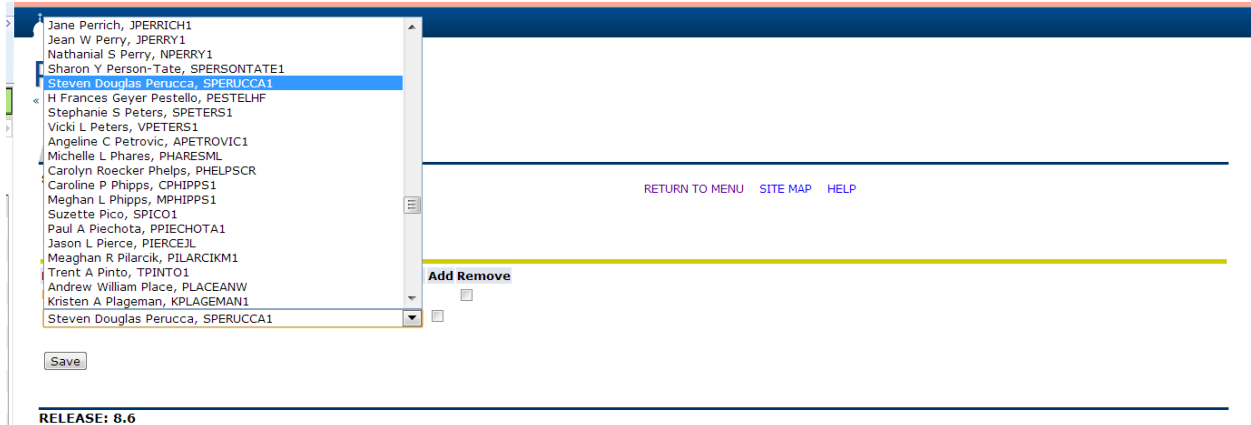 Jane Perrich, JPERRICH1
Jean W Perry, JPERRY1
Nathanial S Perry, NPERRY1
Sharon Y Person-Tate, SPERSONTATE1
Steven Douglas Perucca, SPERUCCA1
H Frances Geyer Pestello, PESTELHF
Stephanie S Peters, SPETERS1
Vicki L Peters, VPETERS1
Angeline C Petrovic, APETROVIC1
Michelle L Phares, PHARESML
Carolyn Roecker Phelps, PHELPSCR
Caroline P Phipps, CPHIPPS1
Meghan L Phipps, MPHIPPS1
Suzette Pico, SPICO1
Paul A Piechota, PPIECHOTA1
Jason L Pierce, PIERCEJL
Meaghan R Pilarcik, PILARCIKM1
Trent A Pinto, TPINTO1
Andrew William Place, PLACEANW
Kristen A Plageman, KPLAGEMAN1
RETURN TO MENU SITE MAP HELP
Add Remove
Steven Douglas Perucca, SPERUCCA1
Save
RELEASE: 8.6